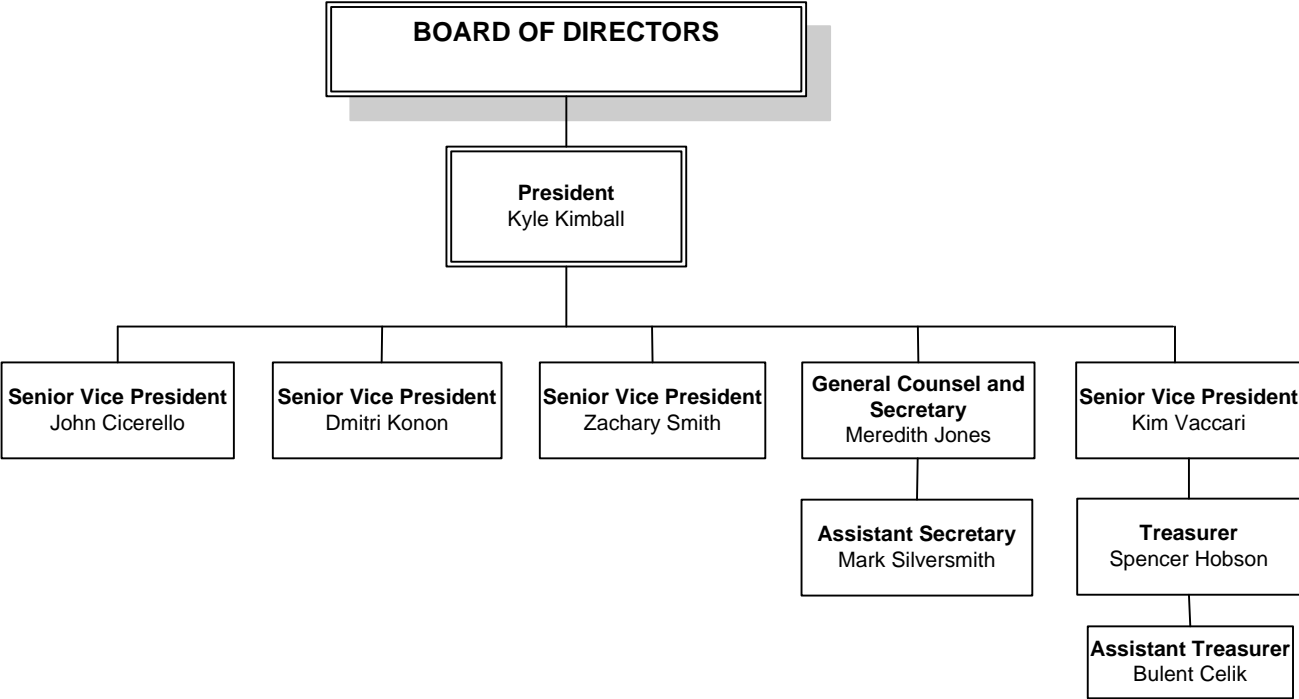 BOARD OF DIRECTORS
President
Kyle Kimball
Senior Vice President
John Cicerello
Senior Vice President
Dmitri Konon
Senior Vice President
Zachary Smith
General Counsel and
Secretary
Meredith Jones
Senior Vice President
Kim Vaccari
Assistant Secretary
Mark Silversmith
Treasurer
Spencer Hobson
Assistant Treasurer
Bulent Celik